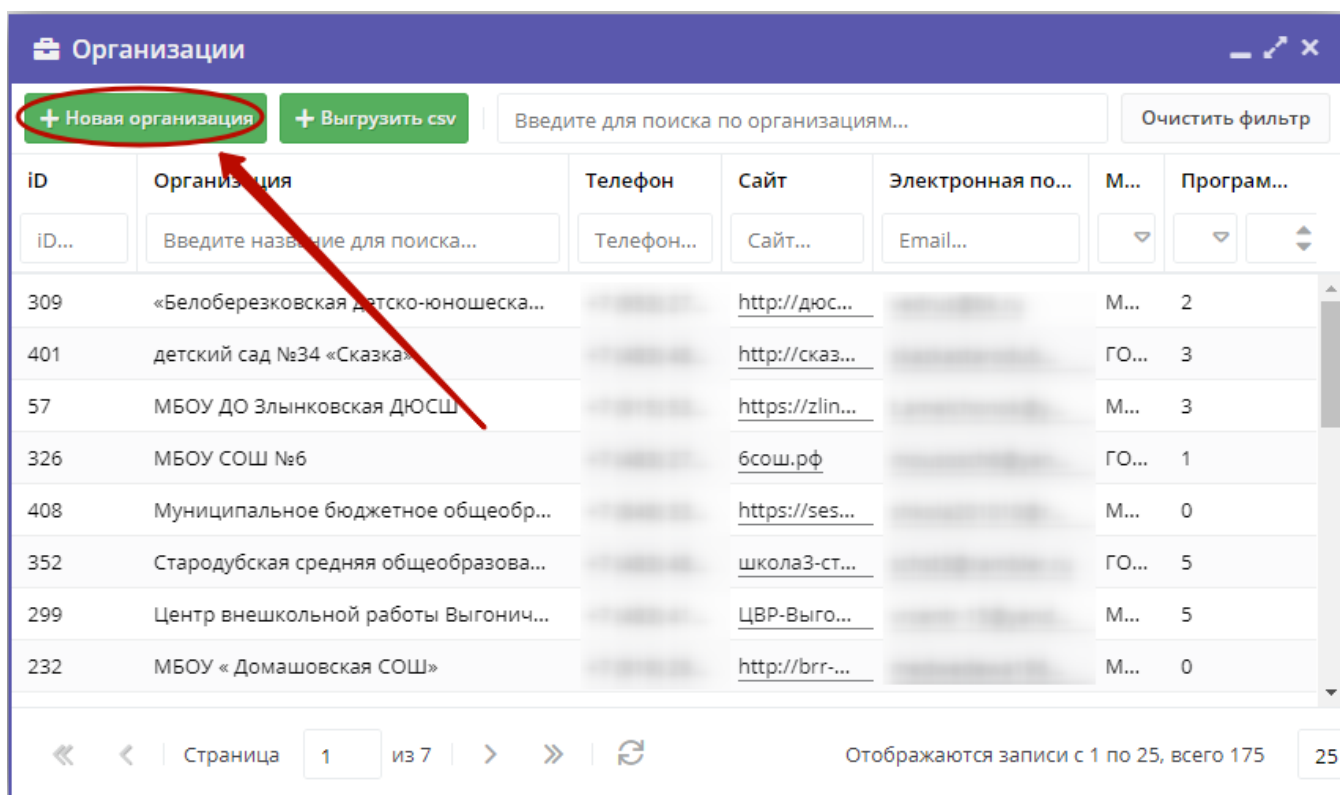 Организации
+ Новая организация + Выгрузить csv Введите для поиска по организациям... Очистить фильтр
iD Организация Телефон Сайт Электронная по... М... Програм...
iD... Введите название для поиска... Телефон... Сайт... Email...
309 «Белоберезковская детско-юношеска... http://дюс... М... 2
401 детский сад №34 «Сказка» http://сказ... ГО... 3
57 МБОУ ДО Злынковская ДЮСШ https://zlin... М... 3
326 МБОУ СОШ №6 6сош.рф ГО... 1
408 Муниципальное бюджетное общеобр... https://ses... М... 0
352 Стародубская средняя общеобразова... школа3-ст... ГО... 5
299 Центр внешкольной работы Выгонич... ЦВР-Выго... М... 5
232 МБОУ « Домашовская СОШ» http://brr-... М... 0
Страница 1 из 7 Отображаются записи с 1 по 25, всего 175 25